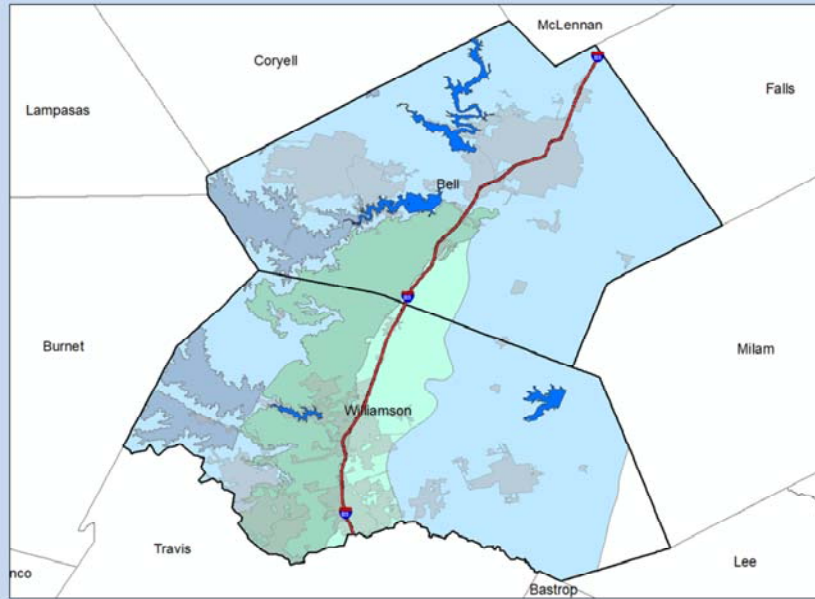 McLennan
Coryell
Falls
Lampasas
Bell
Burnet
Milam
Williamson
Travis
Lee
nco
Bastrop